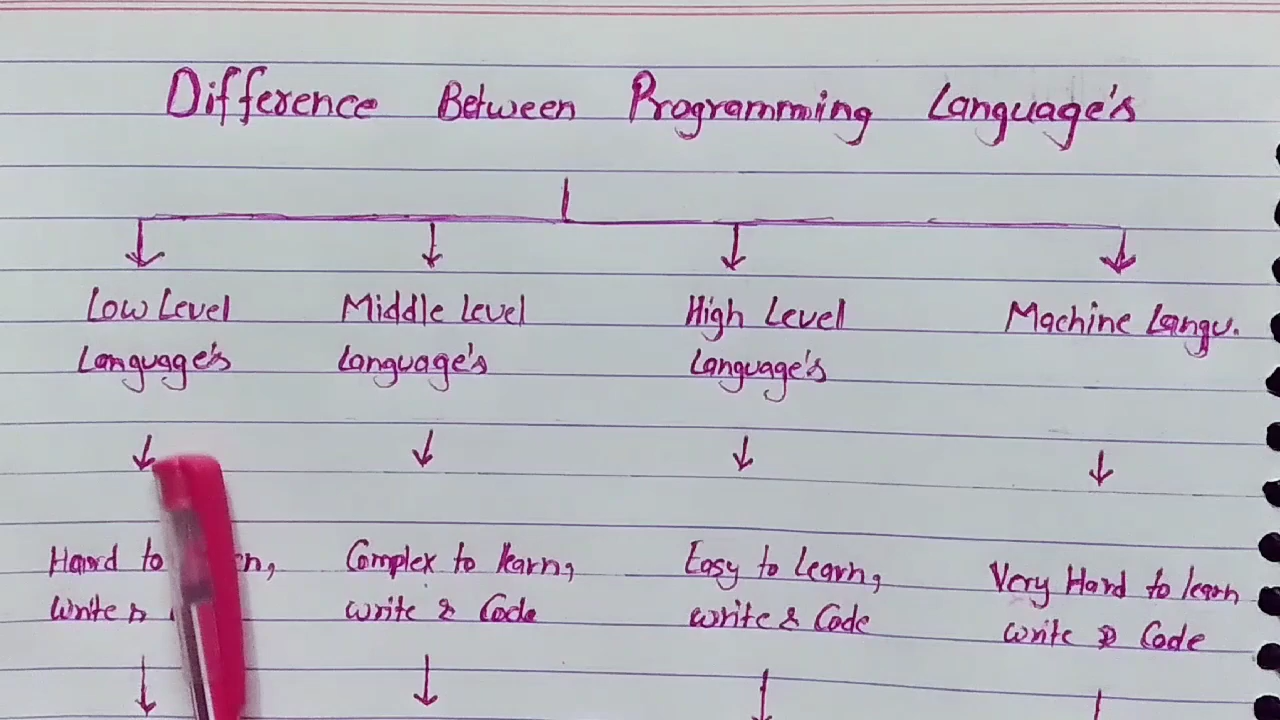 Difference Between Programming Language's
Low Level
Language's
Middle Level
Language's
High Level
Language's
Machine Langu.
Hard to
write &
Complex to learn,
write & Code
Easy to learn,
write & Code
Very Hard to learn
write & Code